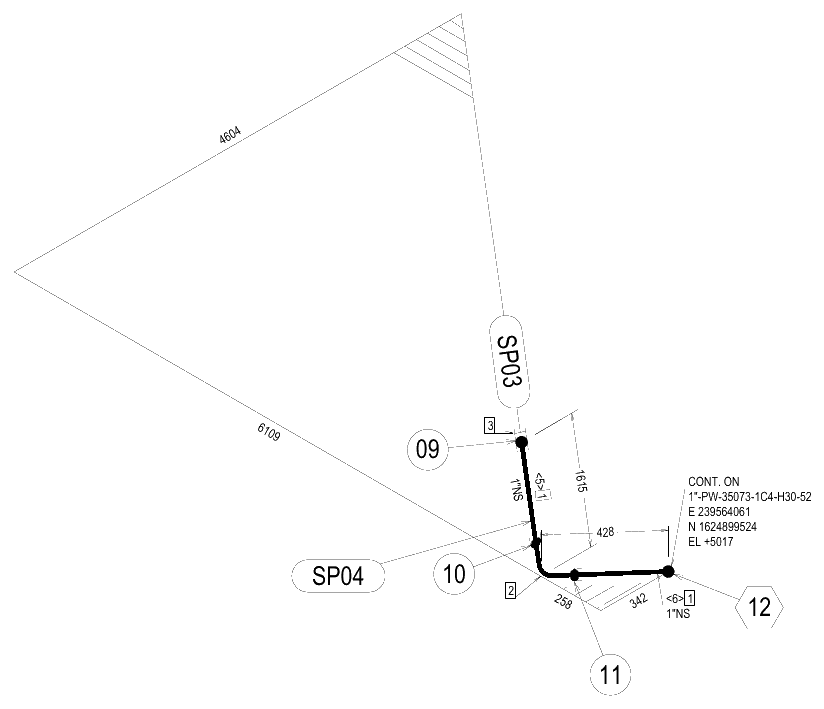 4604
SP03
6109
3
09
<5>1
1"NS
1615
CONT. ON
1"-PW-35073-1C4-H30-52
E 239564061
N 1624899524
EL +5017
428
SP04
10
2
258
342
<6>1
1"NS
12
11